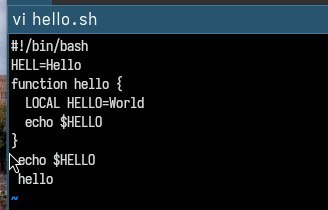 vi hello.sh
#!/bin/bash
HELL=Hello
function hello {
  LOCAL HELLO=World
  echo $HELLO
}
echo $HELLO
hello
~